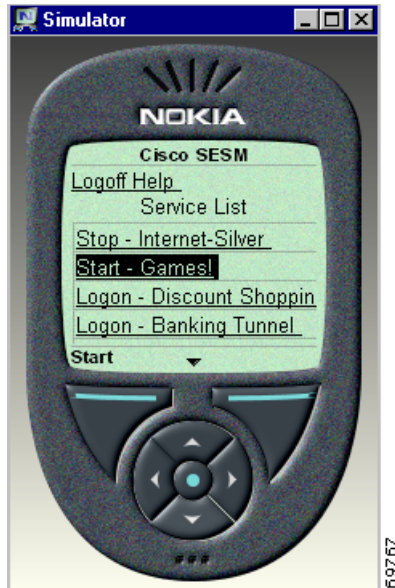 Simulator
NOKIA
Cisco SESM
Logoff Help
Service List
Stop - Internet-Silver
Start - Games!
Logon - Discount Shoppin
Logon - Banking Tunnel
Start
69767